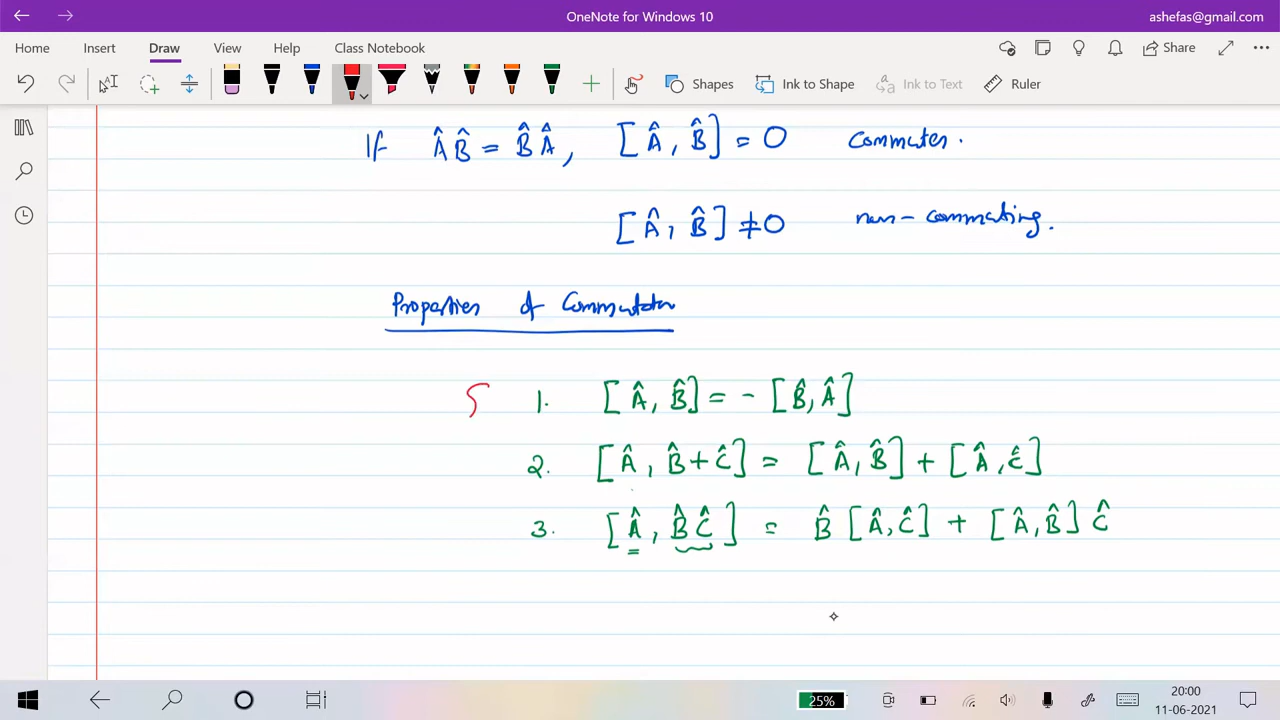 OneNote for Windows 10
ashefas@gmail.com
Home Insert Draw View Help Class Notebook
Share
Shapes Ink to Shape Ink to Text Ruler
If ÂB̂ = B̂Â, [Â, B̂] = 0 Commutes.
[Â, B̂] ≠ 0 non-commuting.
Properties of Commutator
1. [Â, B̂] = - [B̂, Â]
2. [Â, B̂+Ĉ] = [Â, B̂] + [Â, Ĉ]
3. [Â, B̂Ĉ] = B̂ [Â, Ĉ] + [Â, B̂] Ĉ
25%
20:00
11-06-2021